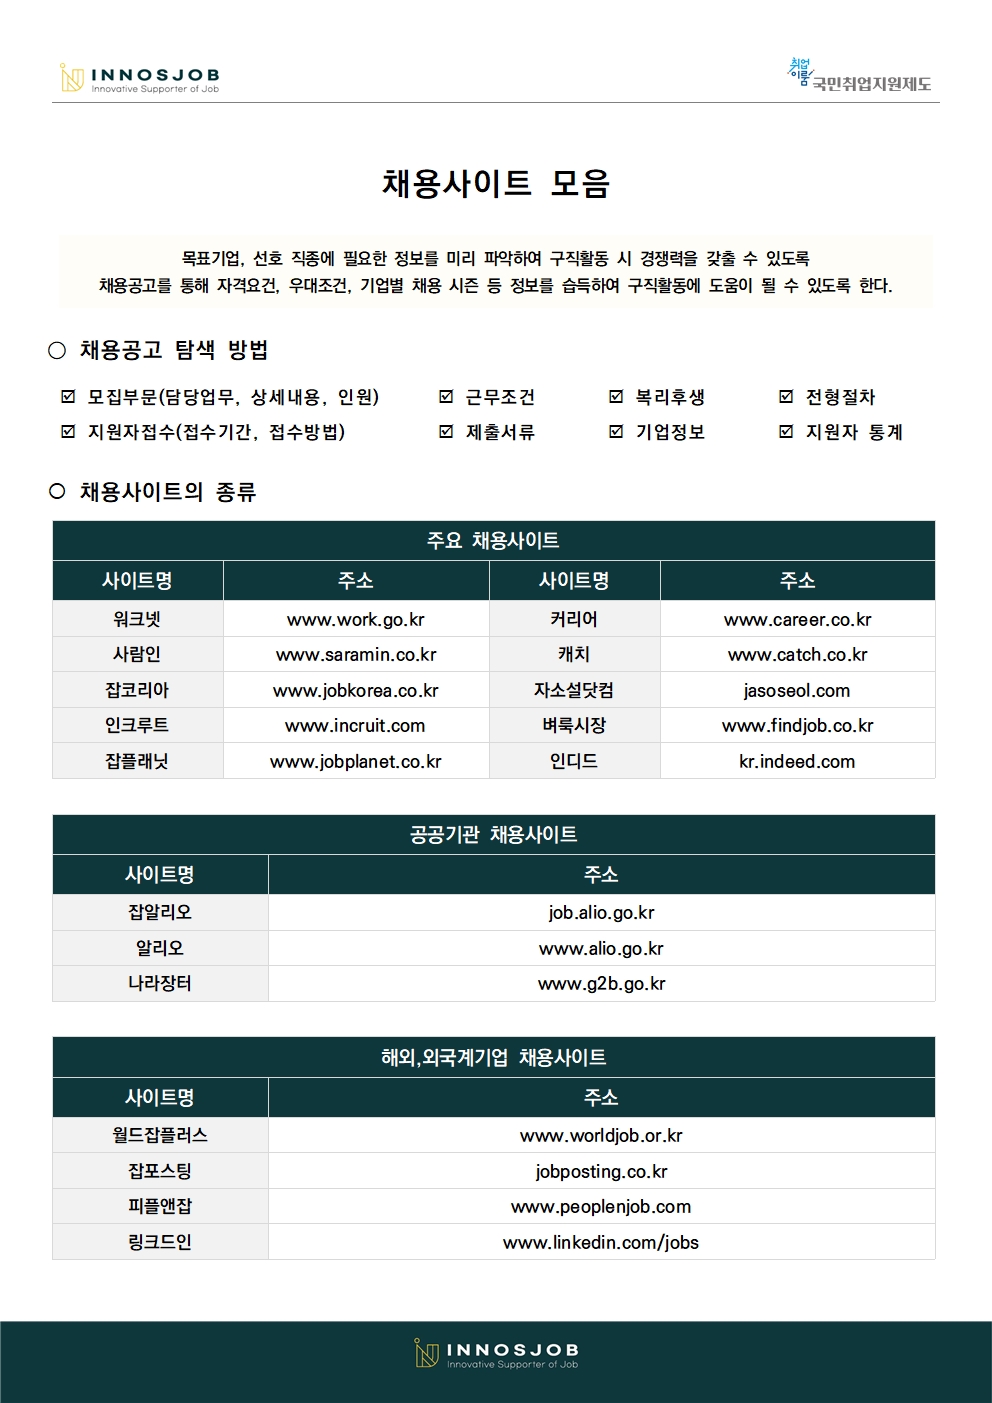 INNOSJOB
Innovative Supporter of Job
취업이룸 국민취업지원제도
채용사이트 모음
목표기업, 선호 직종에 필요한 정보를 미리 파악하여 구직활동 시 경쟁력을 갖출 수 있도록
채용공고를 통해 자격요건, 우대조건, 기업별 채용 시즌 등 정보를 습득하여 구직활동에 도움이 될 수 있도록 한다.
○ 채용공고 탐색 방법
☑ 모집부문(담당업무, 상세내용, 인원) ☑ 근무조건 ☑ 복리후생 ☑ 전형절차
☑ 지원자접수(접수기간, 접수방법) ☑ 제출서류 ☑ 기업정보 ☑ 지원자 통계
○ 채용사이트의 종류
주요 채용사이트
사이트명 주소 사이트명 주소
워크넷 www.work.go.kr 커리어 www.career.co.kr
사람인 www.saramin.co.kr 캐치 www.catch.co.kr
잡코리아 www.jobkorea.co.kr 자소설닷컴 jasoseol.com
인크루트 www.incruit.com 벼룩시장 www.findjob.co.kr
잡플래닛 www.jobplanet.co.kr 인디드 kr.indeed.com
공공기관 채용사이트
사이트명 주소
잡알리오 job.alio.go.kr
알리오 www.alio.go.kr
나라장터 www.g2b.go.kr
해외,외국계기업 채용사이트
사이트명 주소
월드잡플러스 www.worldjob.or.kr
잡포스팅 jobposting.co.kr
피플앤잡 www.peoplenjob.com
링크드인 www.linkedin.com/jobs
INNOSJOB
Innovative Supporter of Job